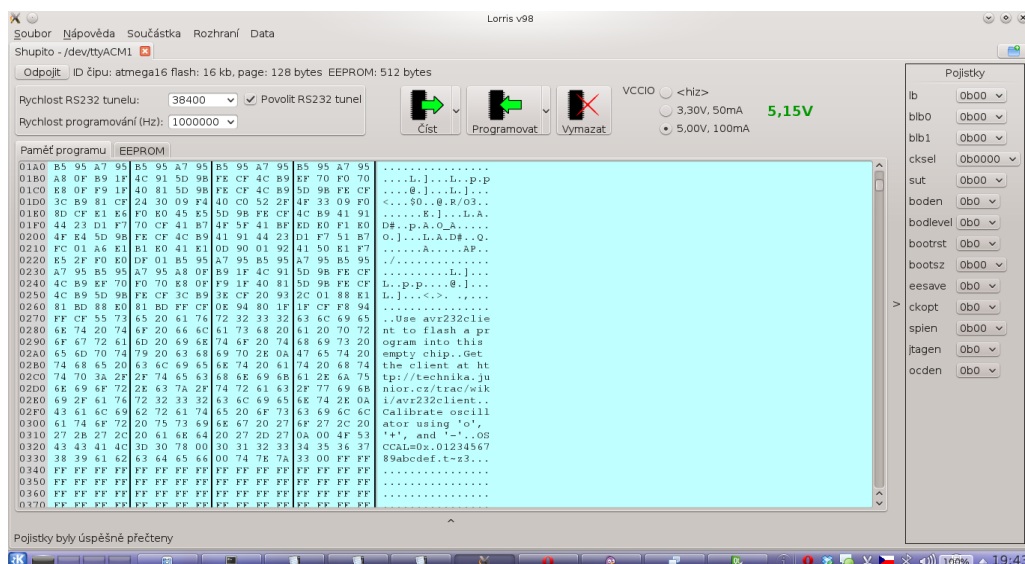 Lorris v98
Soubor Nápověda Součástka Rozhraní Data
Shupito - /dev/ttyACM1
Odpojit ID čipu: atmega16 flash: 16 kb, page: 128 bytes EEPROM: 512 bytes
Rychlost RS232 tunelu: 38400 Povolit RS232 tunel
Rychlost programování (Hz): 1000000
Číst Programovat Vymazat
VCCIO <hiz>
3,30V, 50mA
5,00V, 100mA
5,15V
Paměť programu EEPROM
01A0 B5 95 A7 95 B5 95 A7 95 B5 95 A7 95 B5 95 A7 95 ................
01B0 A8 0F B9 1F 4C 91 5D 9B FE CF 4C B9 EF 70 F0 70 ....L.]...L..p.p
01C0 E8 0F F9 1F 40 81 5D 9B FE CF 4C B9 5D 9B FE CF ....@.]...L.]...
01D0 3C B9 81 CF 24 30 09 F4 40 C0 52 2F 4F 33 09 F0 <...$0..@.R/O3..
01E0 8D CF E1 E6 F0 E0 45 E5 5D 9B FE CF 4C B9 41 91 ......E.]...L.A.
01F0 44 23 D1 F7 70 CF 41 B7 4F 5F 41 BF ED E0 F1 E0 D#..p.A.O_A.....
0200 4F E4 5D 9B FE CF 4C B9 41 91 44 23 D1 F7 51 B7 O.]...L.A.D#..Q.
0210 FC 01 A6 E1 B1 E0 41 E1 0D 90 01 92 41 50 E1 F7 ......A.....AP..
0220 E5 2F F0 E0 DF 01 B5 95 A7 95 B5 95 A7 95 B5 95 ./..............
0230 A7 95 B5 95 A7 95 A8 0F B9 1F 4C 91 5D 9B FE CF ..........L.]...
0240 4C B9 EF 70 F0 70 E8 0F F9 1F 40 81 5D 9B FE CF L..p.p....@.]...
0250 4C B9 5D 9B FE CF 3C B9 3E CF 20 93 2C 01 88 E1 L.]...<.>. .,...
0260 81 BD 88 E0 81 BD FF CF 0E 94 80 1F 1F CF F8 94 ................
0270 FF CF 55 73 65 20 61 76 72 32 33 32 63 6C 69 65 ..Use avr232clie
0280 6E 74 20 74 6F 20 66 6C 61 73 68 20 61 20 70 72 nt to flash a pr
0290 6F 67 72 61 6D 20 69 6E 74 6F 20 74 68 69 73 20 ogram into this
02A0 65 6D 70 74 79 20 63 68 69 70 2E 0A 47 65 74 20 empty chip..Get
02B0 74 68 65 20 63 6C 69 65 6E 74 20 61 74 20 68 74 the client at ht
02C0 74 70 3A 2F 2F 74 65 63 68 6E 69 6B 61 2E 6A 75 tp://technika.ju
02D0 6E 69 6F 72 2E 63 7A 2F 74 72 61 63 2F 77 69 6B nior.cz/trac/wik
02E0 69 2F 61 76 72 32 33 32 63 6C 69 65 6E 74 2E 0A i/avr232client..
02F0 43 61 6C 69 62 72 61 74 65 20 6F 73 63 69 6C 6C Calibrate oscill
0300 61 74 6F 72 20 75 73 69 6E 67 20 27 6F 27 2C 20 ator using 'o',
0310 27 2B 27 2C 20 61 6E 64 20 27 2D 27 0A 00 4F 53 '+', and '-'..OS
0320 43 43 41 4C 3D 30 78 00 30 31 32 33 34 35 36 37 CCAL=0x.01234567
0330 38 39 61 62 63 64 65 66 00 74 7E 7A 33 00 FF FF 89abcdef.t~z3...
0340 FF FF FF FF FF FF FF FF FF FF FF FF FF FF FF FF ................
0350 FF FF FF FF FF FF FF FF FF FF FF FF FF FF FF FF ................
0360 FF FF FF FF FF FF FF FF FF FF FF FF FF FF FF FF ................
0370 FF FF FF FF FF FF FF FF FF FF FF FF FF FF FF FF ................
Pojistky
lb 0b00
blb0 0b00
blb1 0b00
cksel 0b0000
sut 0b00
boden 0b0
bodlevel 0b0
bootrst 0b0
bootsz 0b00
eesave 0b0
ckopt 0b0
spien 0b00
jtagen 0b0
ocden 0b0
Pojistky byly úspěšně přečteny
100% 19:43